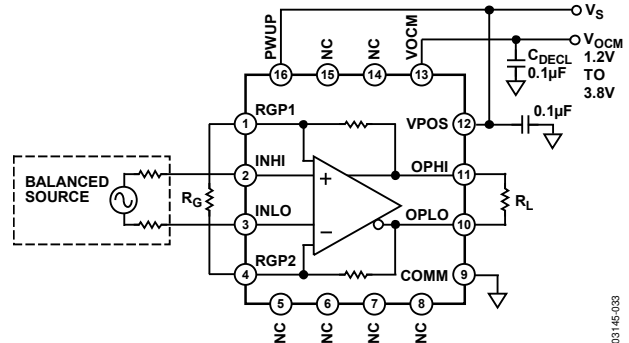 VS
PWUP
NC
NC
VOCM
CDECL
0.1µF
VOCM
1.2V
TO
3.8V
16
15
14
13
RGP1
1
VPOS
12
0.1µF
BALANCED
SOURCE
INHI
2
+
OPHI
11
RG
RL
INLO
3
–
OPLO
10
RGP2
4
COMM
9
5
6
7
8
NC
NC
NC
NC
03145-033